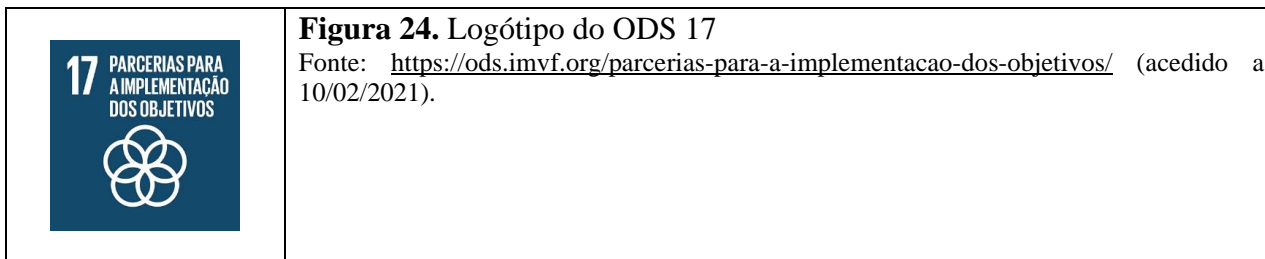 17 PARCERIAS PARA
A IMPLEMENTAÇÃO
DOS OBJETIVOS
Figura 24. Logótipo do ODS 17
Fonte: https://ods.imvf.org/parcerias-para-a-implementacao-dos-objetivos/ (acedido a
10/02/2021).